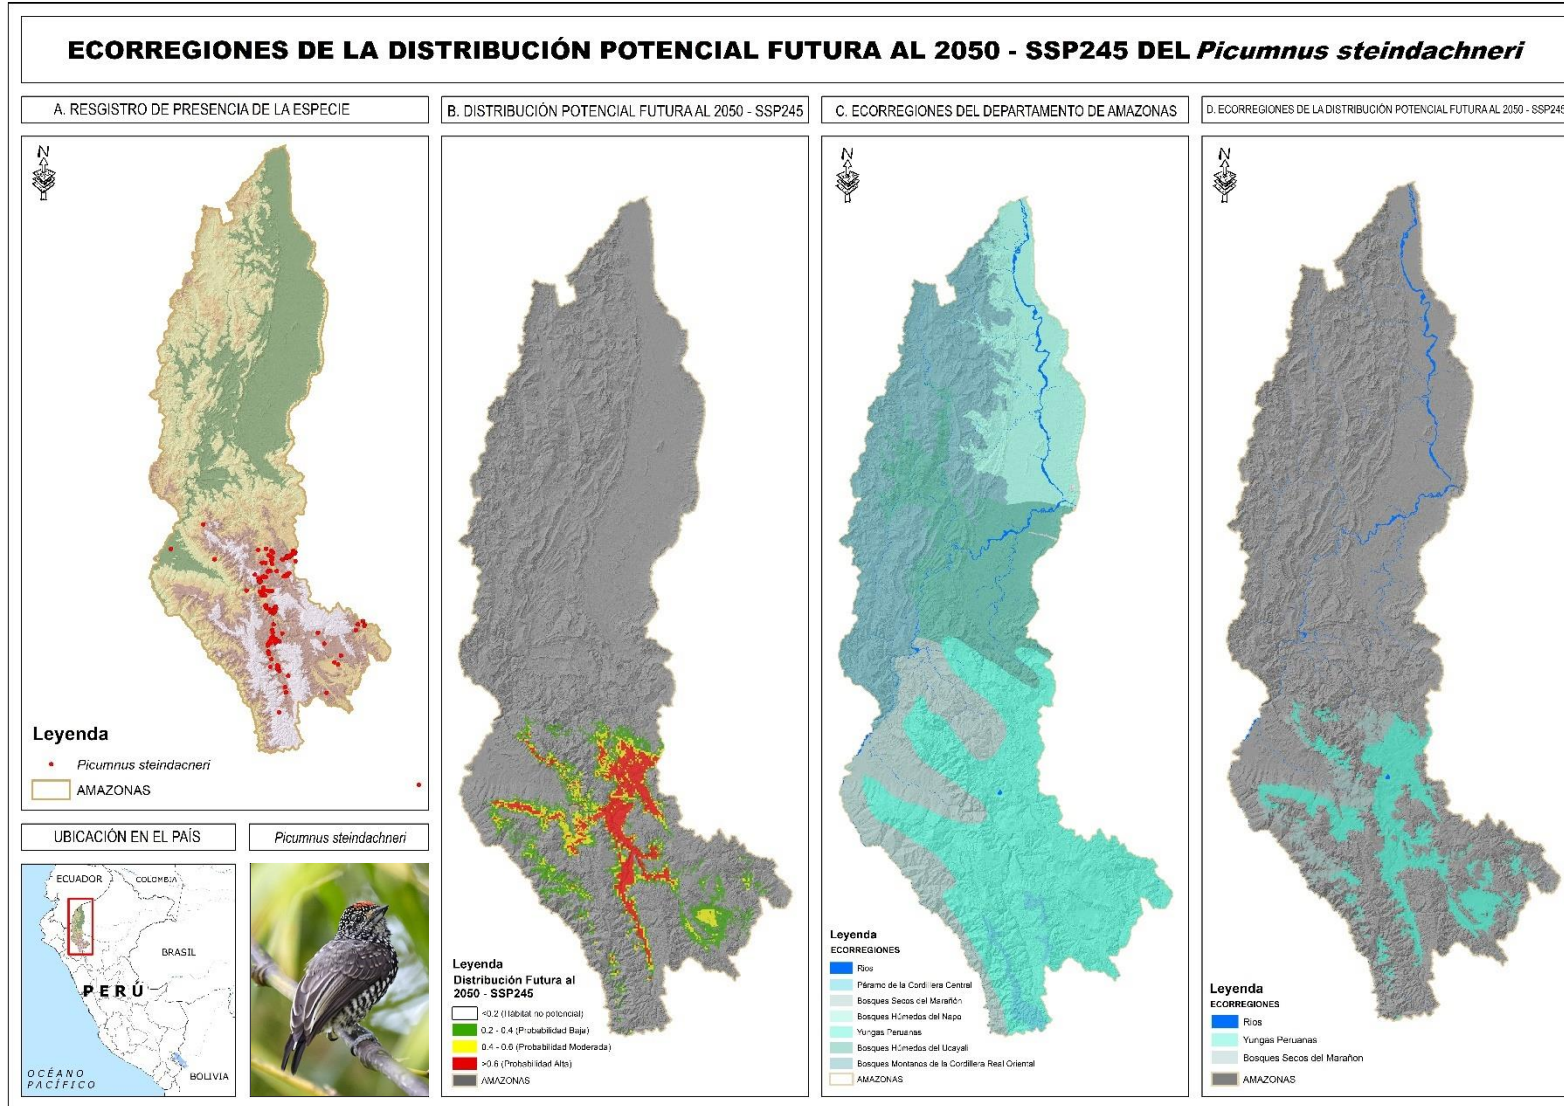 ECORREGIONES DE LA DISTRIBUCIÓN POTENCIAL FUTURA AL 2050 - SSP245 DEL Picumnus steindachneri
A. RESGISTRO DE PRESENCIA DE LA ESPECIE
N
Leyenda
Picumnus steindacneri
AMAZONAS
UBICACIÓN EN EL PAÍS
ECUADOR
COLOMBIA
BRASIL
PERÚ
BOLIVIA
OCÉANO
PACÍFICO
Picumnus steindachneri
B. DISTRIBUCIÓN POTENCIAL FUTURA AL 2050 - SSP245
Leyenda
Distribución Futura al
2050 - SSP245
<0.2 (Hábitat no potencial)
0.2 - 0.4 (Probabilidad Baja)
0.4 - 0.6 (Probabilidad Moderada)
>0.6 (Probabilidad Alta)
AMAZONAS
C. ECORREGIONES DEL DEPARTAMENTO DE AMAZONAS
N
Leyenda
ECORREGIONES
Rios
Páramo de la Cordillera Central
Bosques Secos del Marañón
Bosques Húmedos del Napo
Yungas Peruanas
Bosques Húmedos del Ucayali
Bosques Montanos de la Cordillera Real Oriental
AMAZONAS
D. ECORREGIONES DE LA DISTRIBUCIÓN POTENCIAL FUTURA AL 2050 - SSP245
N
Leyenda
ECORREGIONES
Rios
Yungas Peruanas
Bosques Secos del Marañon
AMAZONAS